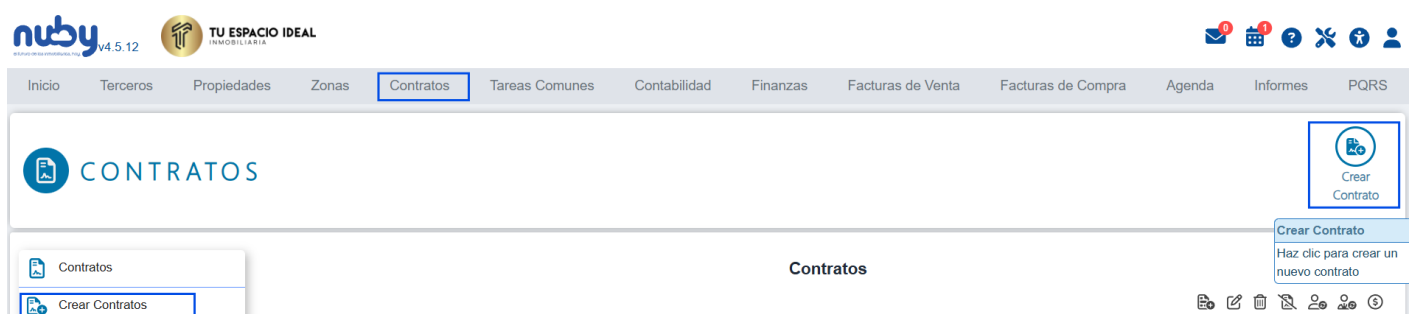 nuby v4.5.12
TU ESPACIO IDEAL
INMOBILIARIA
0
1
Inicio Terceros Propiedades Zonas Contratos Tareas Comunes Contabilidad Finanzas Facturas de Venta Facturas de Compra Agenda Informes PQRS
CONTRATOS
Crear
Contrato
Crear Contrato
Haz clic para crear un
nuevo contrato
Contratos
Crear Contratos
Contratos